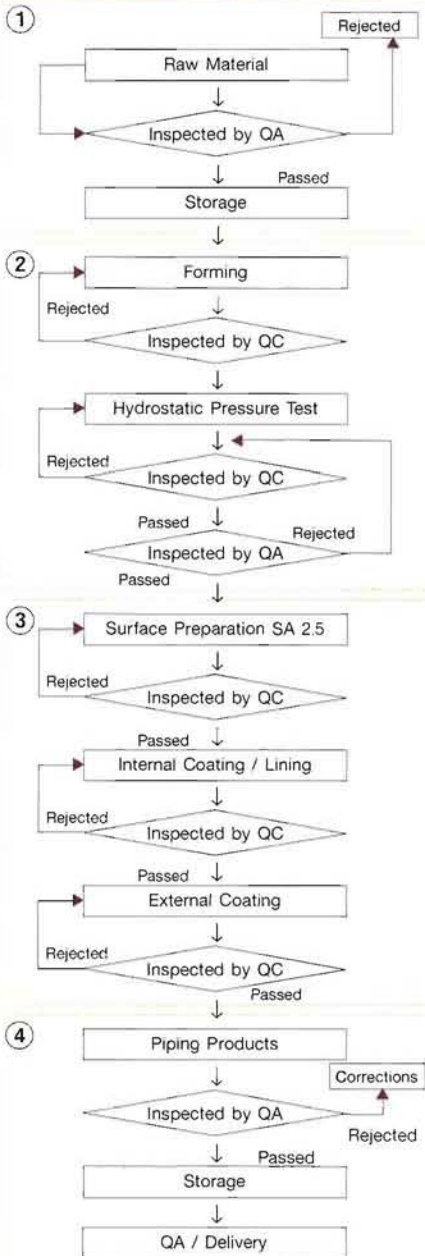 1
Rejected
Raw Material
Inspected by QA
Passed
Storage
2
Forming
Rejected
Inspected by QC
Hydrostatic Pressure Test
Rejected
Inspected by QC
Passed
Rejected
Inspected by QA
Passed
3
Surface Preparation SA 2.5
Rejected
Inspected by QC
Passed
Internal Coating / Lining
Rejected
Inspected by QC
Passed
External Coating
Rejected
Inspected by QC
Passed
4
Piping Products
Corrections
Inspected by QA
Rejected
Passed
Storage
QA / Delivery